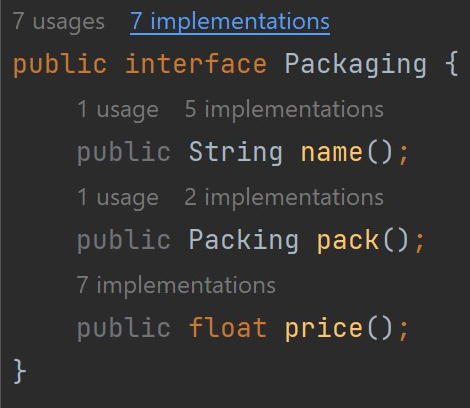 7 usages 7 implementations
public interface Packaging {
1 usage 5 implementations
public String name();
1 usage 2 implementations
public Packing pack();
7 implementations
public float price();
}